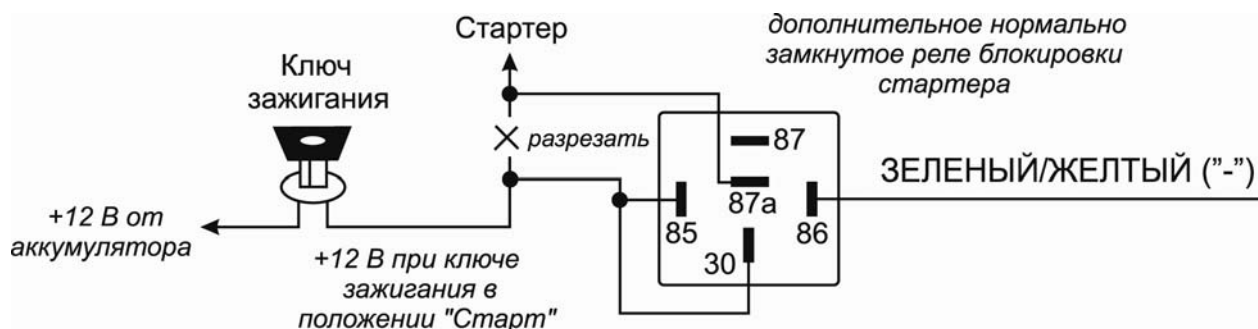 дополнительное нормально
замкнутое реле блокировки
стартера
Стартер
Ключ
зажигания
разрезать
87
87a
85
86
30
ЗЕЛЕНЫЙ/ЖЕЛТЫЙ ("-")
+12 В от
аккумулятора
+12 В при ключе
зажигания в
положении "Старт"